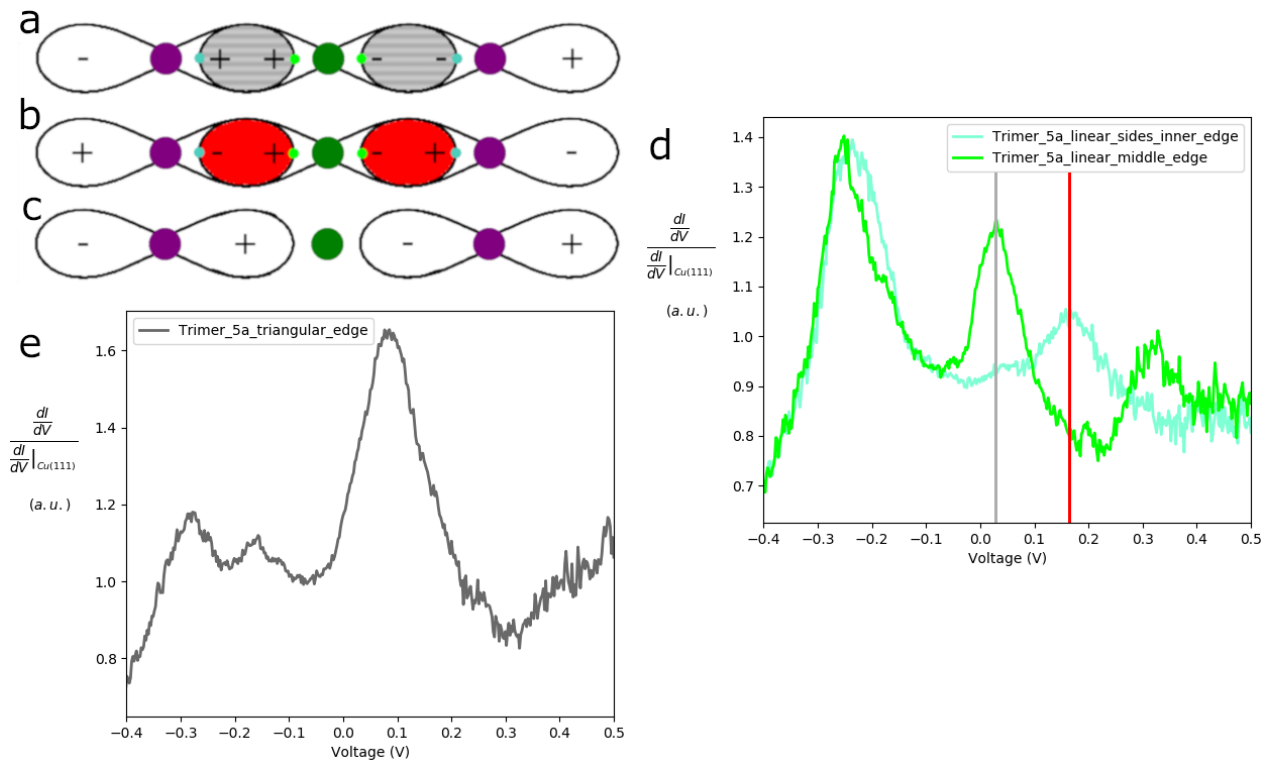 a
- + + - - +
b
+ - + + - -
c
- + - +
d
Trimer_5a_linear_sides_inner_edge
Trimer_5a_linear_middle_edge
1.4
1.3
1.2
1.1
1.0
0.9
0.8
0.7
dI
dV
dI
dV|Cu(111)
(a.u.)
−0.4 −0.3 −0.2 −0.1 0.0 0.1 0.2 0.3 0.4 0.5
Voltage (V)
e
Trimer_5a_triangular_edge
1.6
1.4
1.2
1.0
0.8
dI
dV
dI
dV|Cu(111)
(a.u.)
−0.4 −0.3 −0.2 −0.1 0.0 0.1 0.2 0.3 0.4 0.5
Voltage (V)